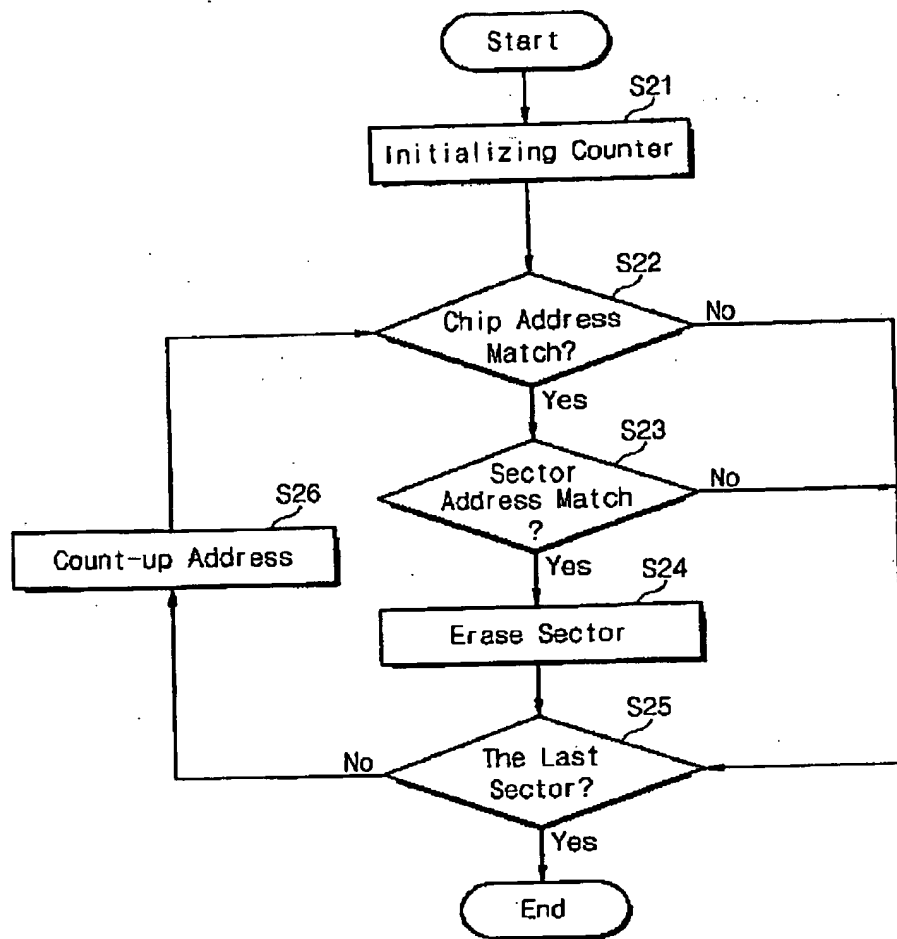 Start
S21
Initializing Counter
S22
Chip Address
Match?
No
Yes
S23
Sector
Address Match
?
No
Yes
S26
Count-up Address
S24
Erase Sector
S25
The Last
Sector?
No
Yes
End